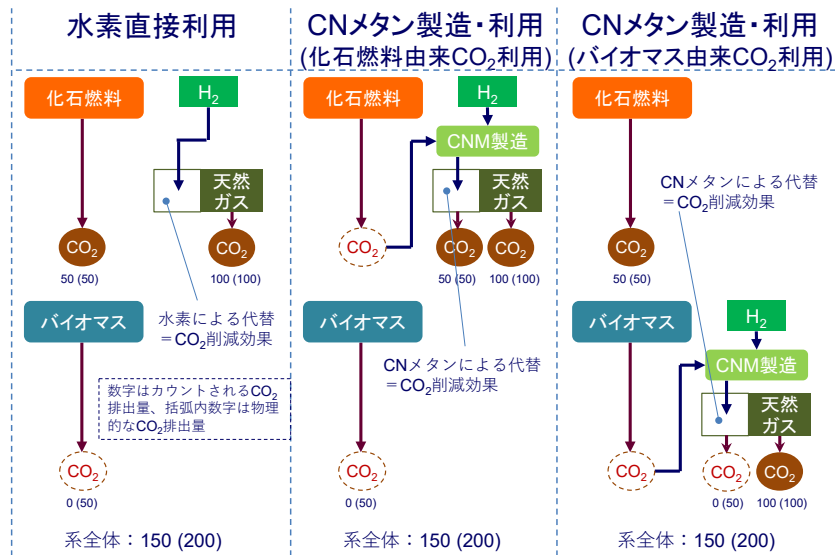 水素直接利用
化石燃料
H2
天然
ガス
CO2
50 (50)
CO2
100 (100)
バイオマス
水素による代替
＝CO2削減効果
数字はカウントされるCO2
排出量、括弧内数字は物理
的なCO2排出量
CO2
0 (50)
系全体：150 (200)
CNメタン製造・利用
(化石燃料由来CO2利用)
化石燃料
H2
CNM製造
天然
ガス
CO2
CO2
50 (50)
CO2
100 (100)
バイオマス
CNメタンによる代替
＝CO2削減効果
CO2
0 (50)
系全体：150 (200)
CNメタン製造・利用
(バイオマス由来CO2利用)
化石燃料
CNメタンによる代替
＝CO2削減効果
CO2
50 (50)
バイオマス
H2
CNM製造
天然
ガス
CO2
CO2
0 (50)
CO2
100 (100)
系全体：150 (200)